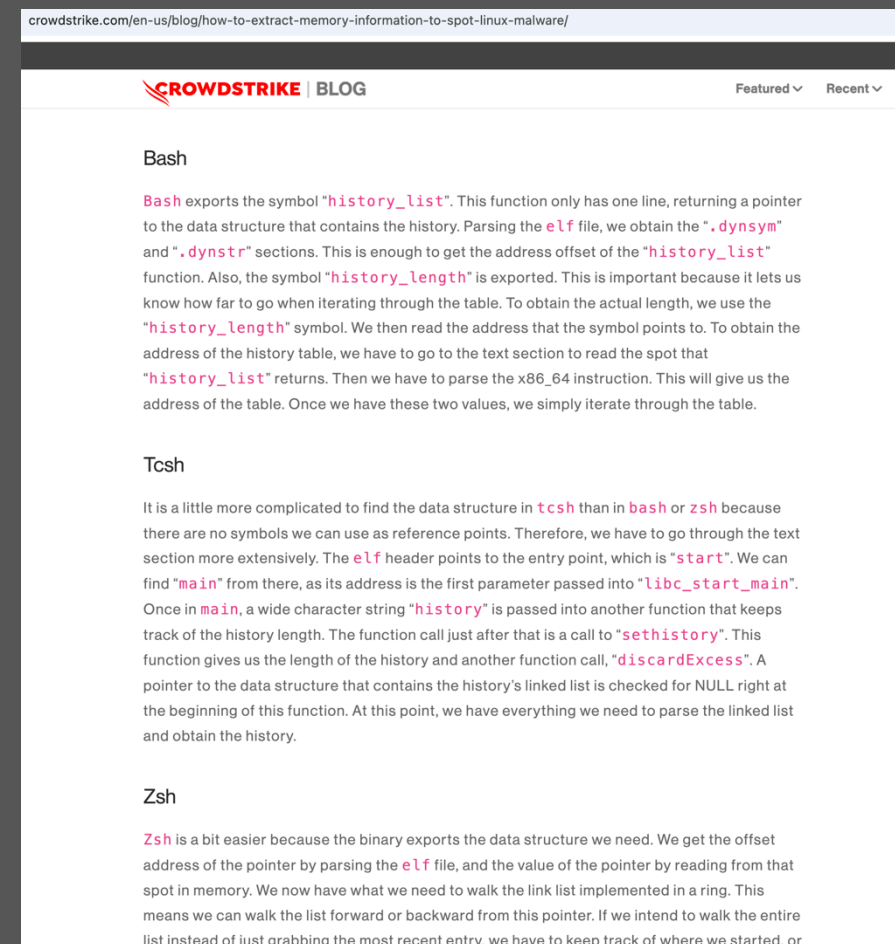 crowdstrike.com/en-us/blog/how-to-extract-memory-information-to-spot-linux-malware/
CROWDSTRIKE | BLOG Featured Recent
Bash
Bash exports the symbol “history_list”. This function only has one line, returning a pointer
to the data structure that contains the history. Parsing the elf file, we obtain the “.dynsym”
and “.dynstr” sections. This is enough to get the address offset of the “history_list”
function. Also, the symbol “history_length” is exported. This is important because it lets us
know how far to go when iterating through the table. To obtain the actual length, we use the
“history_length” symbol. We then read the address that the symbol points to. To obtain the
address of the history table, we have to go to the text section to read the spot that
“history_list” returns. Then we have to parse the x86_64 instruction. This will give us the
address of the table. Once we have these two values, we simply iterate through the table.
Tcsh
It is a little more complicated to find the data structure in tcsh than in bash or zsh because
there are no symbols we can use as reference points. Therefore, we have to go through the text
section more extensively. The elf header points to the entry point, which is “start”. We can
find “main” from there, as its address is the first parameter passed into “libc_start_main”.
Once in main, a wide character string “history” is passed into another function that keeps
track of the history length. The function call just after that is a call to “sethistory”. This
function gives us the length of the history and another function call, “discardExcess”. A
pointer to the data structure that contains the history’s linked list is checked for NULL right at
the beginning of this function. At this point, we have everything we need to parse the linked list
and obtain the history.
Zsh
Zsh is a bit easier because the binary exports the data structure we need. We get the offset
address of the pointer by parsing the elf file, and the value of the pointer by reading from that
spot in memory. We now have what we need to walk the link list implemented in a ring. This
means we can walk the list forward or backward from this pointer. If we intend to walk the entire
list instead of just grabbing the most recent entry, we have to keep track of where we started, or